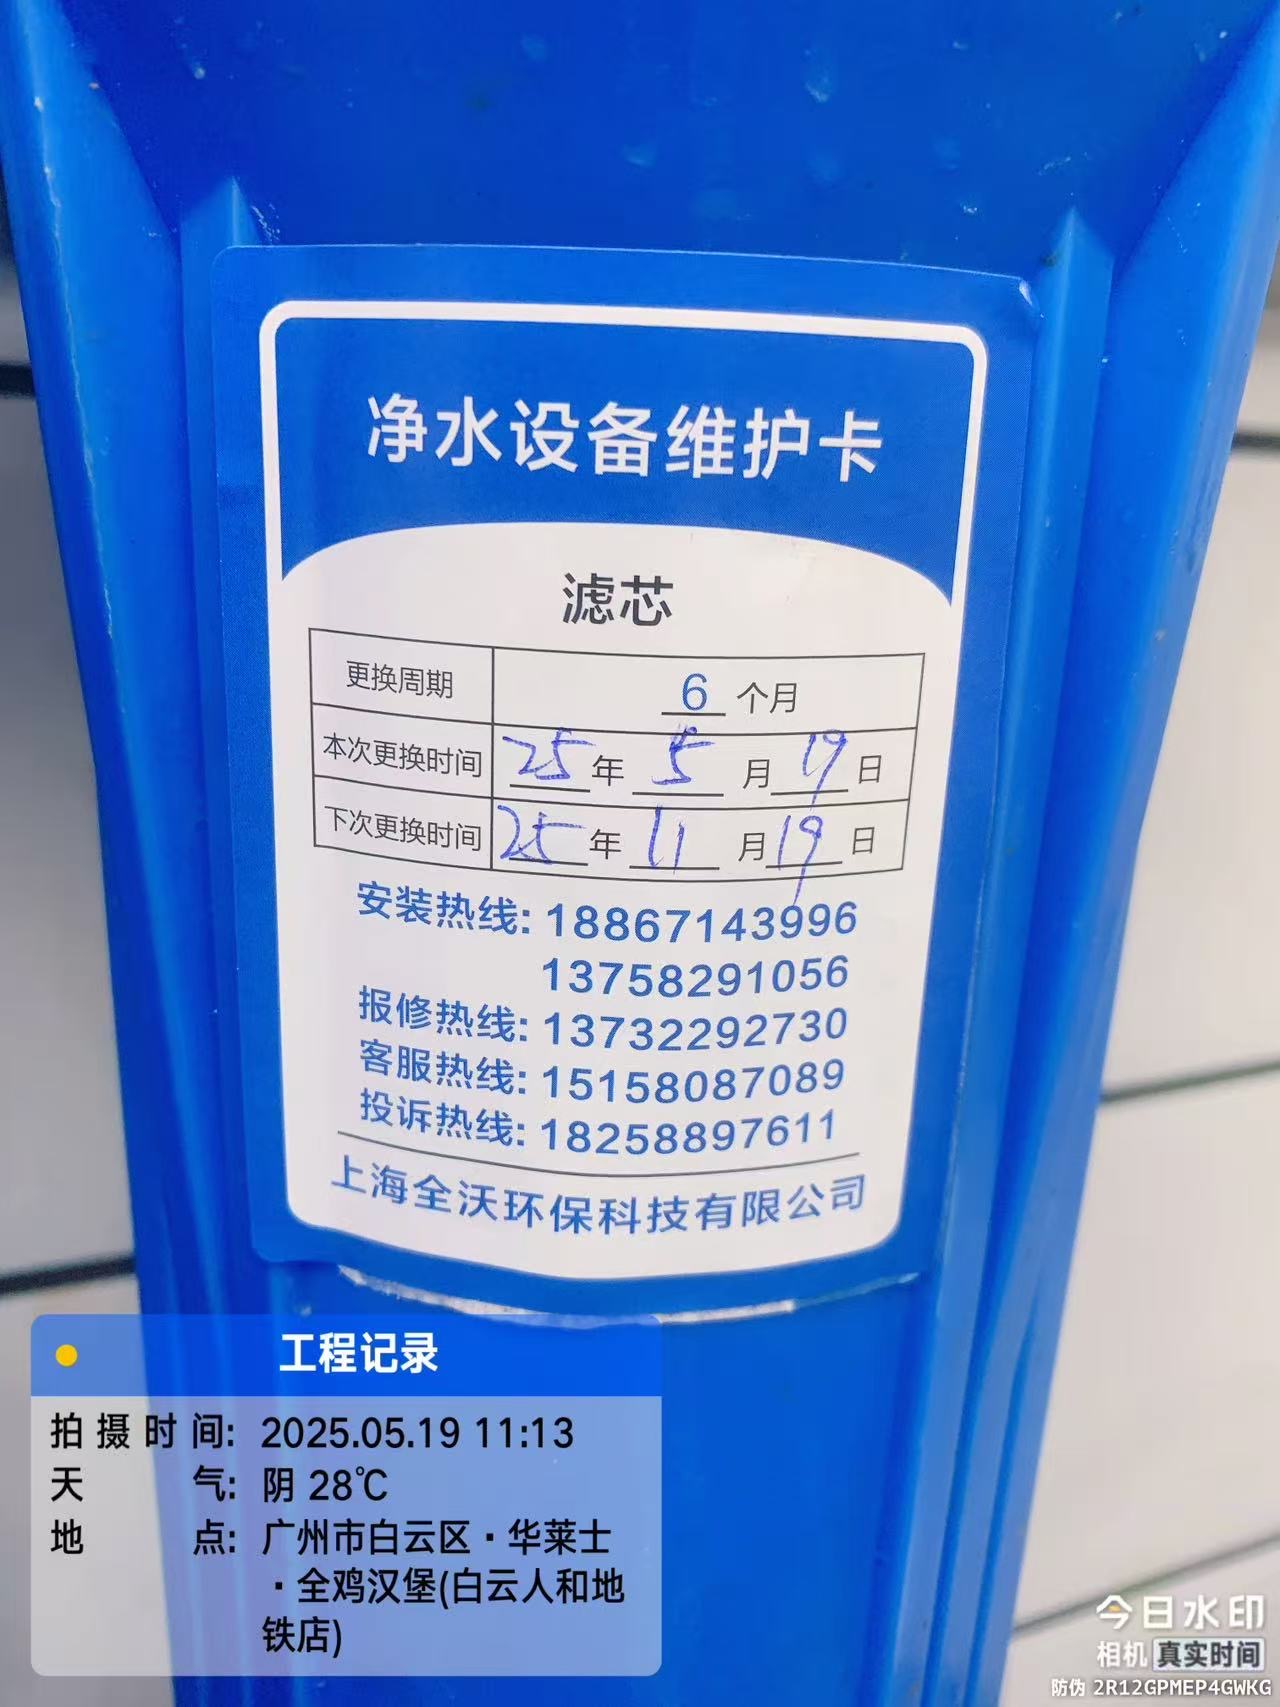 净水设备维护卡
滤芯
更换周期 6 个月
本次更换时间 25 年 5 月 19 日
下次更换时间 25 年 11 月 19 日
安装热线: 18867143996
13758291056
报修热线: 13732292730
客服热线: 15158087089
投诉热线: 18258897611
上海全沃环保科技有限公司
工程记录
拍摄时间: 2025.05.19 11:13
天气: 阴 28℃
地点: 广州市白云区·华莱士
·全鸡汉堡(白云人和地
铁店)
今日水印
相机 真实时间
防伪 2R12GPMEP4GWKG